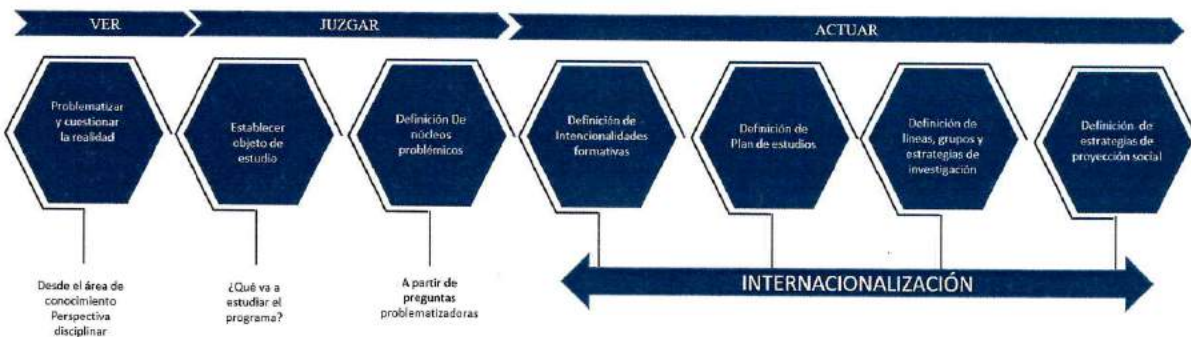 VER
JUZGAR
ACTUAR
Problematizar
y cuestionar
la realidad
Establecer
objeto de
estudio
Definición De
núcleos
problémicos
Definición de
Intencionalidades
formativas
Definición de
Plan de estudios
Definición de
líneas, grupos y
estrategias de
investigación
Definición de
estrategias de
proyección social
Desde el área de
conocimiento
Perspectiva
disciplinar
¿Qué va a
estudiar el
programa?
A partir de
preguntas
problematizadoras
INTERNACIONALIZACIÓN